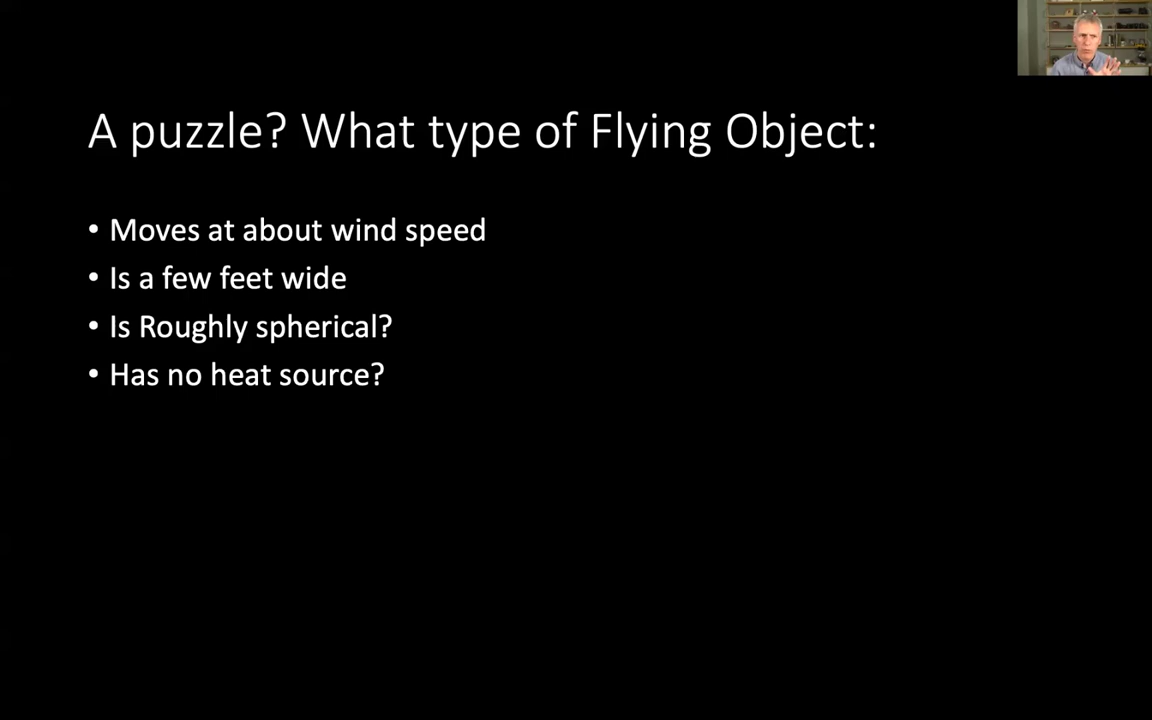 A puzzle? What type of Flying Object:
• Moves at about wind speed
• Is a few feet wide
• Is Roughly spherical?
• Has no heat source?